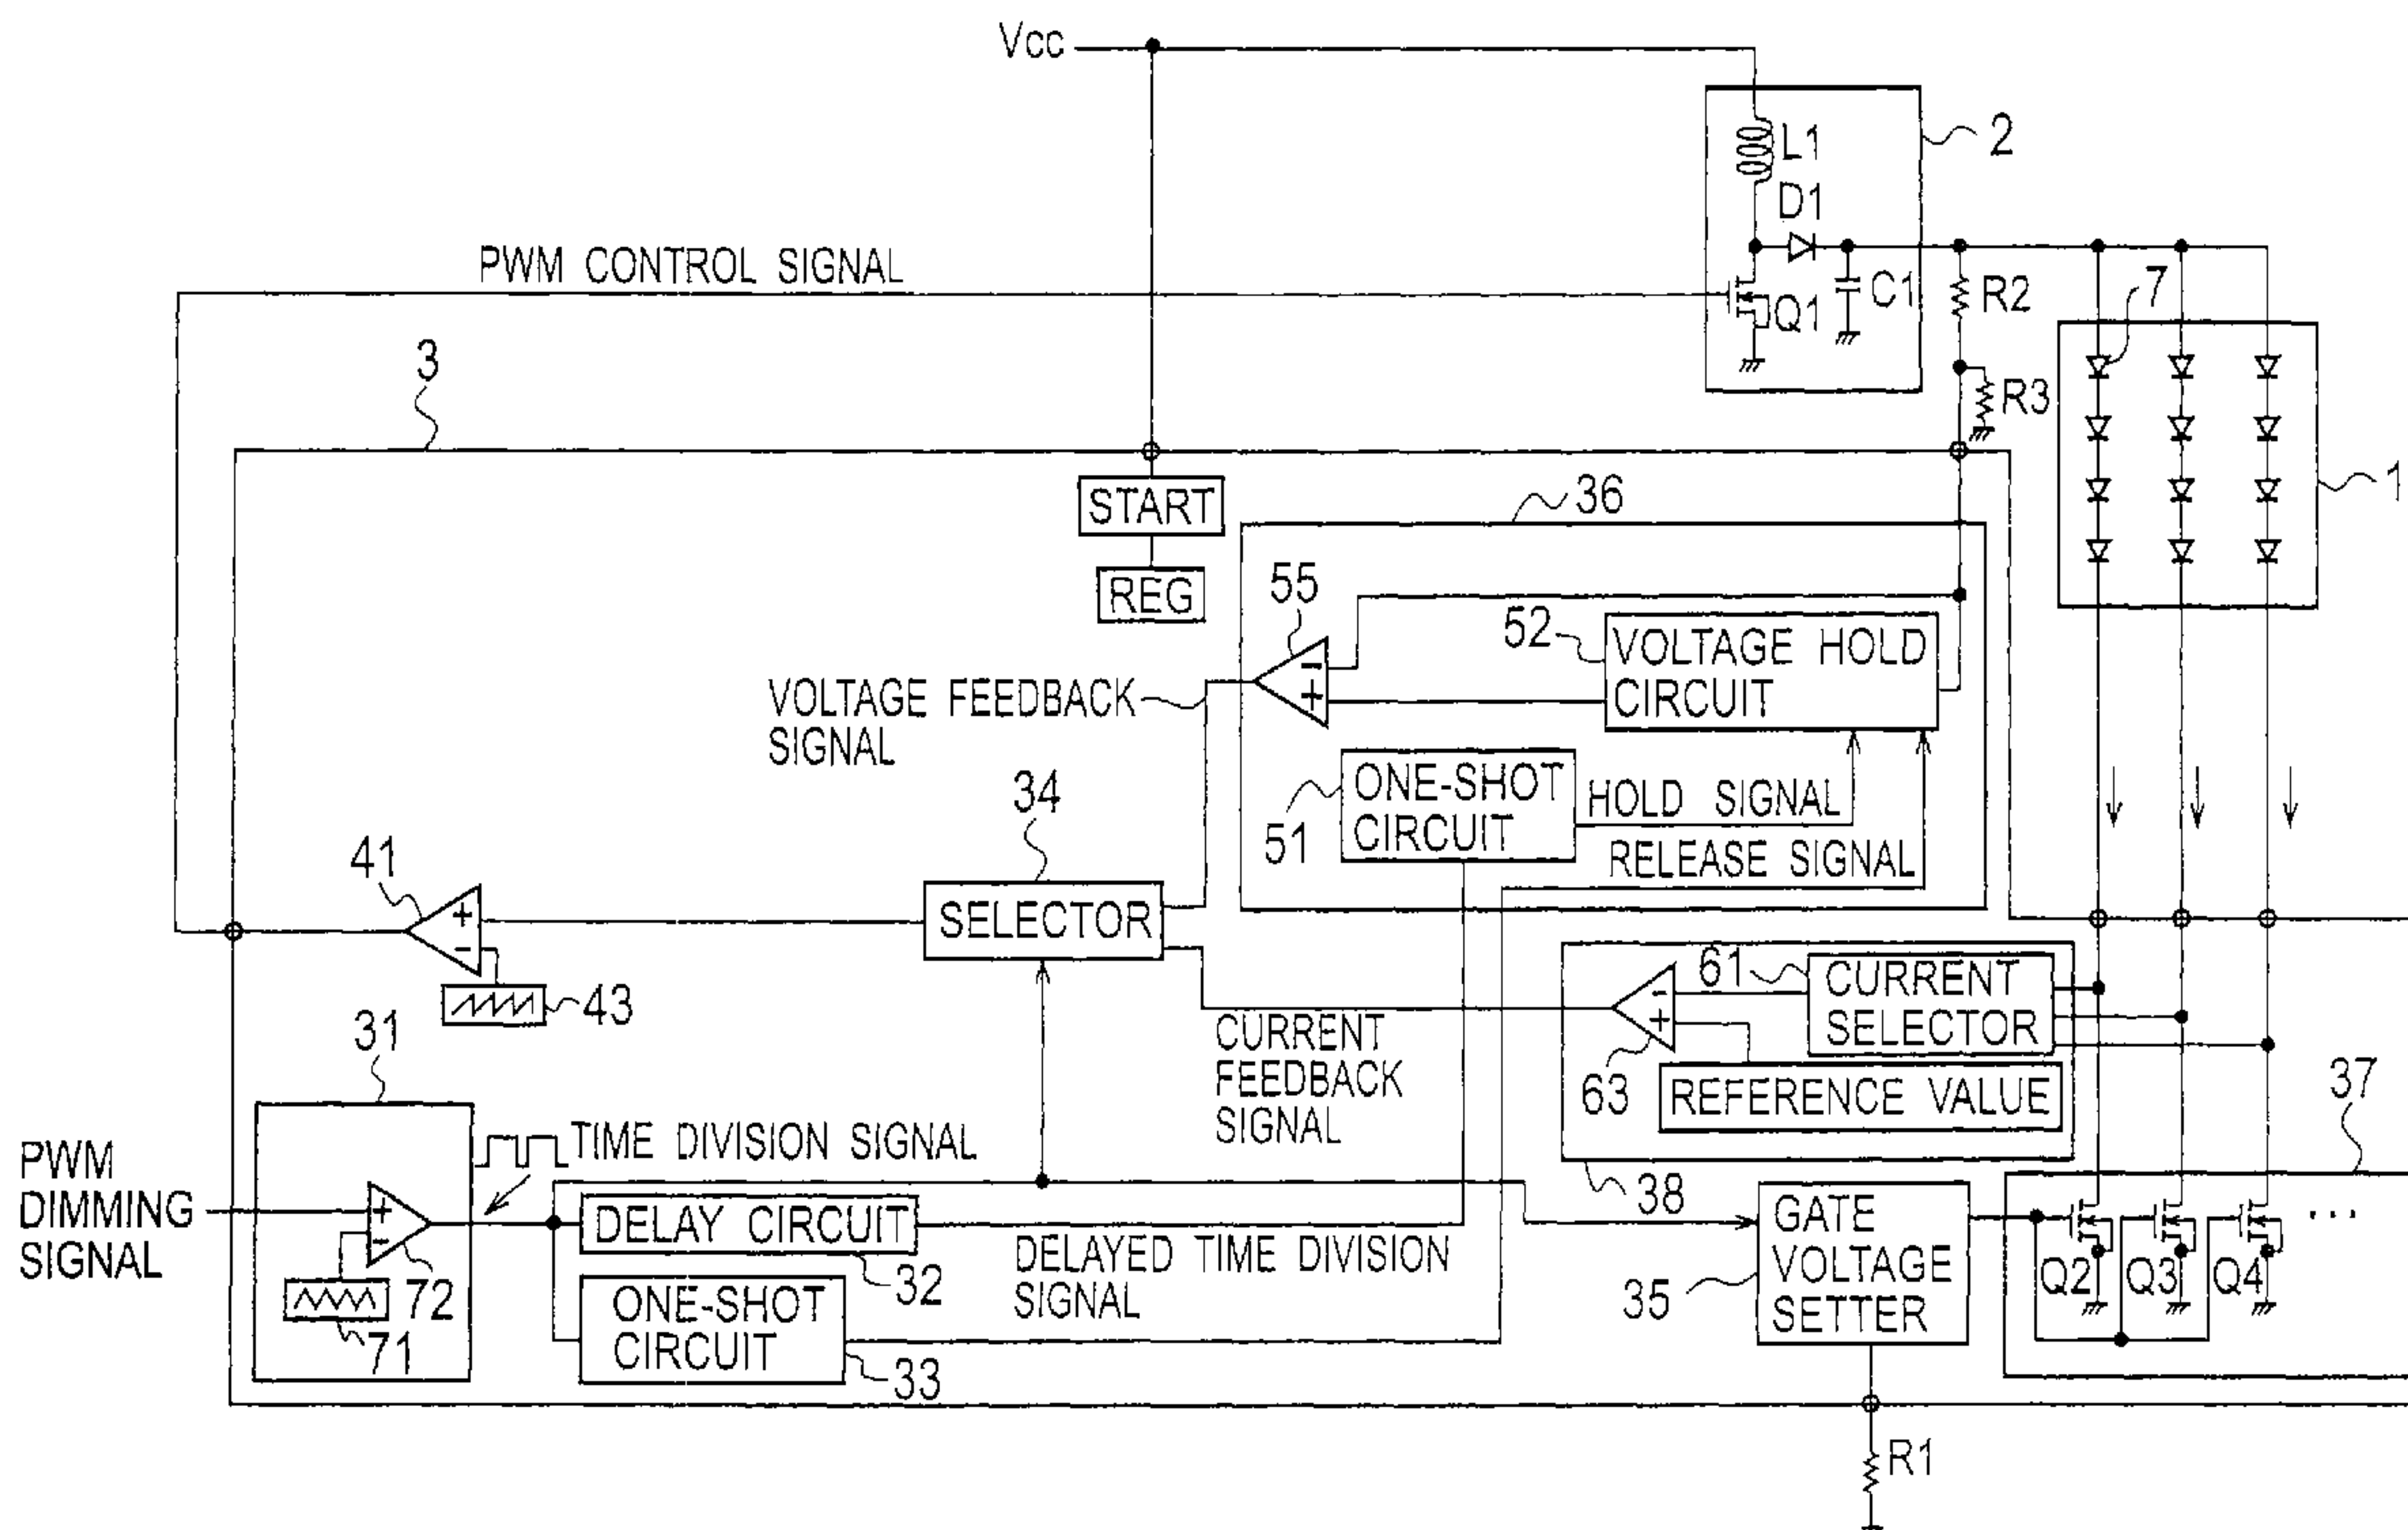 Vcc
2
L1
D1
PWM CONTROL SIGNAL
C1
Q1
R2
7
3
R3
1
START
36
REG
55
52
VOLTAGE HOLD
CIRCUIT
VOLTAGE FEEDBACK
SIGNAL
34
ONE-SHOT
CIRCUIT
51
HOLD SIGNAL
RELEASE SIGNAL
41
+
-
SELECTOR
43
61
CURRENT
SELECTOR
CURRENT
FEEDBACK
SIGNAL
63
REFERENCE VALUE
38
37
31
PWM
DIMMING
SIGNAL
TIME DIVISION SIGNAL
+
-
72
71
DELAY CIRCUIT
32
DELAYED TIME DIVISION
SIGNAL
ONE-SHOT
CIRCUIT
33
35
GATE
VOLTAGE
SETTER
Q2
Q3
Q4
...
R1